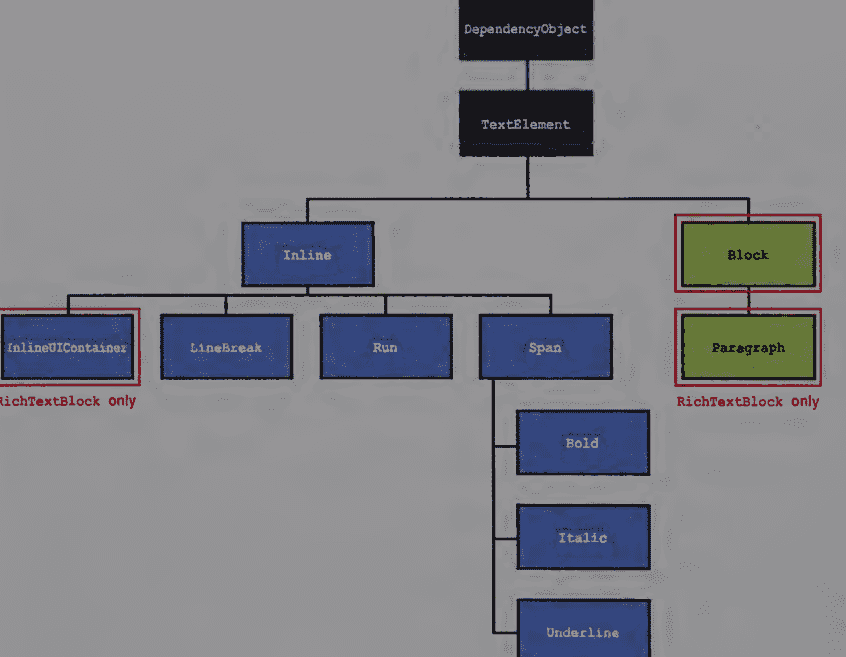 DependencyObject
TextElement
Inline
Block
InlineUIContainer
LineBreak
Run
Span
Paragraph
RichTextBlock only
RichTextBlock only
Bold
Italic
Underline